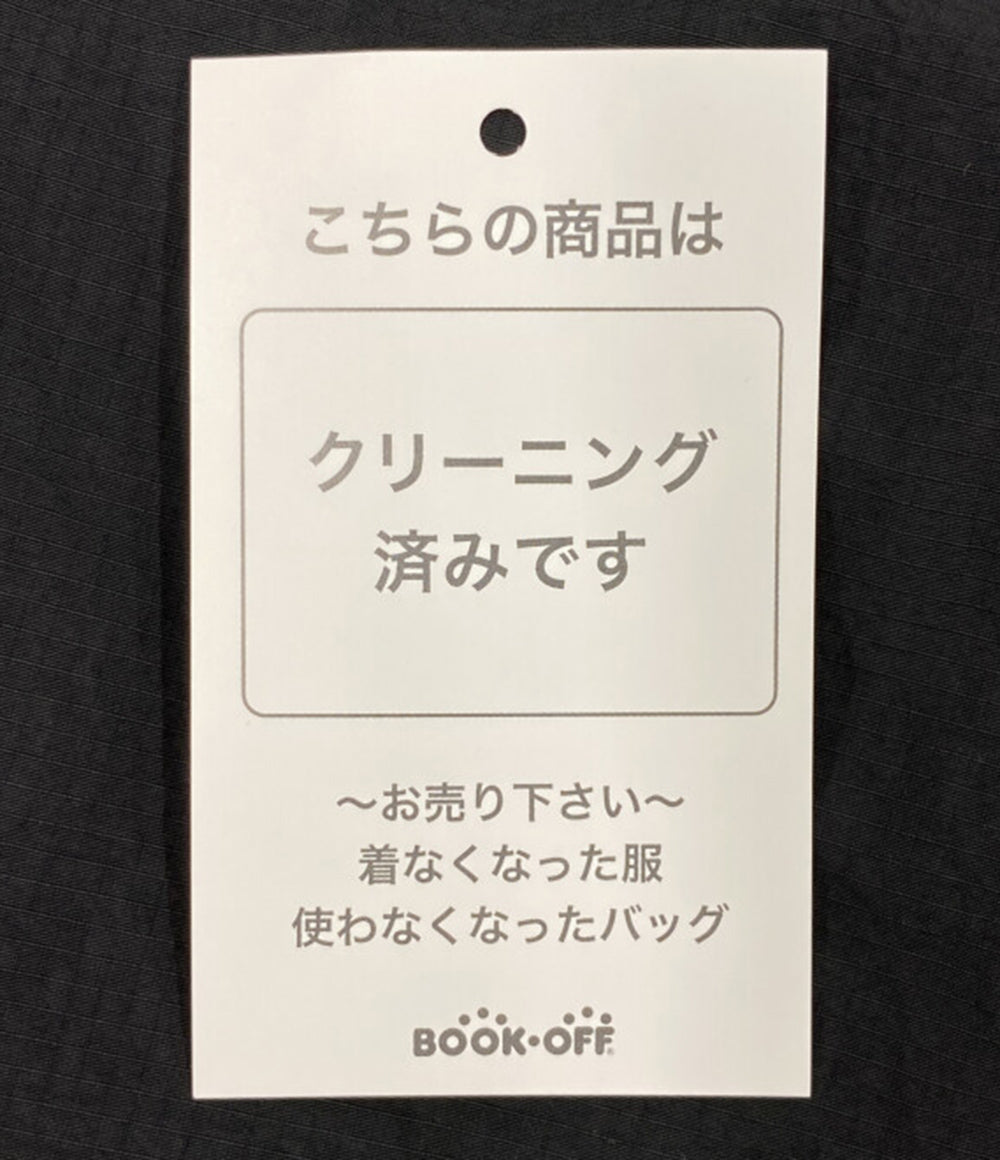 こちらの商品は
クリーニング
済みです
〜お売り下さい〜
着なくなった服
使わなくなったバッグ
BOOK•OFF®